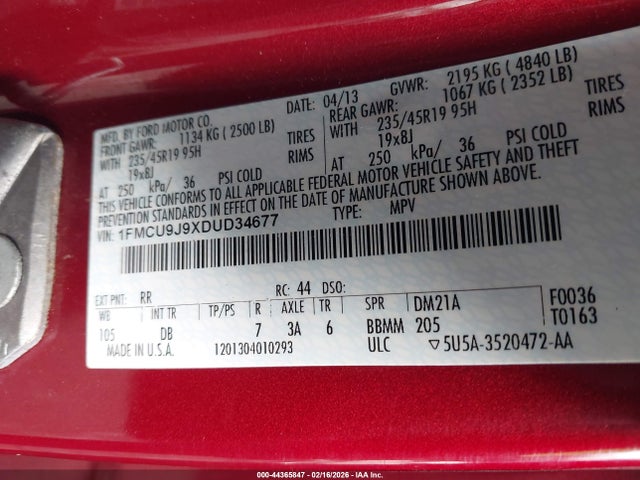 MFD. BY FORD MOTOR CO.
DATE: 04/13 GVWR: 2195 KG ( 4840 LB)
FRONT GAWR: 1134 KG ( 2500 LB) REAR GAWR: 1067 KG ( 2352 LB)
WITH 235/45R19 95H TIRES WITH 235/45R19 95H TIRES
19x8J RIMS 19x8J RIMS
AT 250 kPa/ 36 PSI COLD AT 250 kPa/ 36 PSI COLD
THIS VEHICLE CONFORMS TO ALL APPLICABLE FEDERAL MOTOR VEHICLE SAFETY AND THEFT
PREVENTION STANDARDS IN EFFECT ON THE DATE OF MANUFACTURE SHOWN ABOVE.
VIN: 1FMCU9J9XDUD34677 TYPE: MPV
EXT PNT: RR RC: 44 DSO: F0036
WB INT TR TP/PS R AXLE TR SPR DM21A T0163
105 DB 7 3A 6 BBMM 205
MADE IN U.S.A. 1201304010293 ULC ▽5U5A-3520472-AA
000-44365847 - 02/16/2026 - IAA Inc.